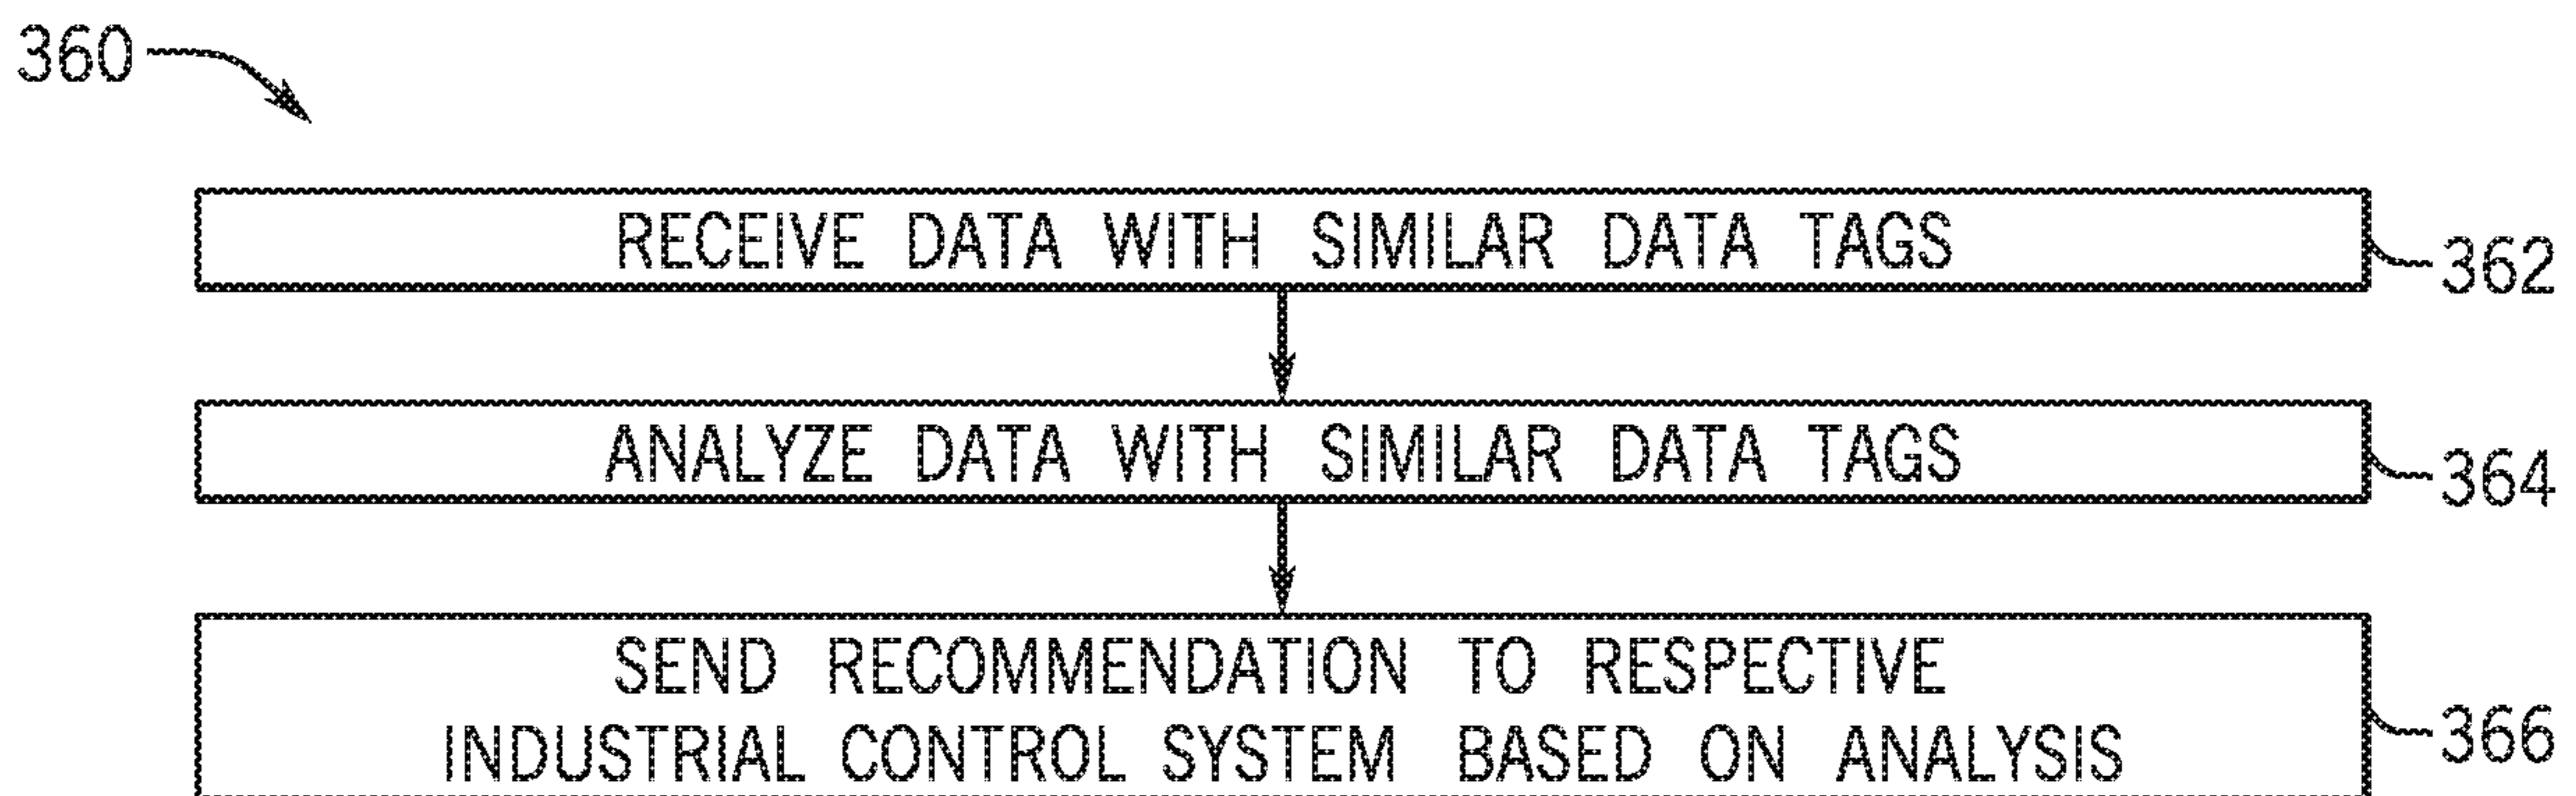 360
RECEIVE DATA WITH SIMILAR DATA TAGS
362
ANALYZE DATA WITH SIMILAR DATA TAGS
364
SEND RECOMMENDATION TO RESPECTIVE
INDUSTRIAL CONTROL SYSTEM BASED ON ANALYSIS
366